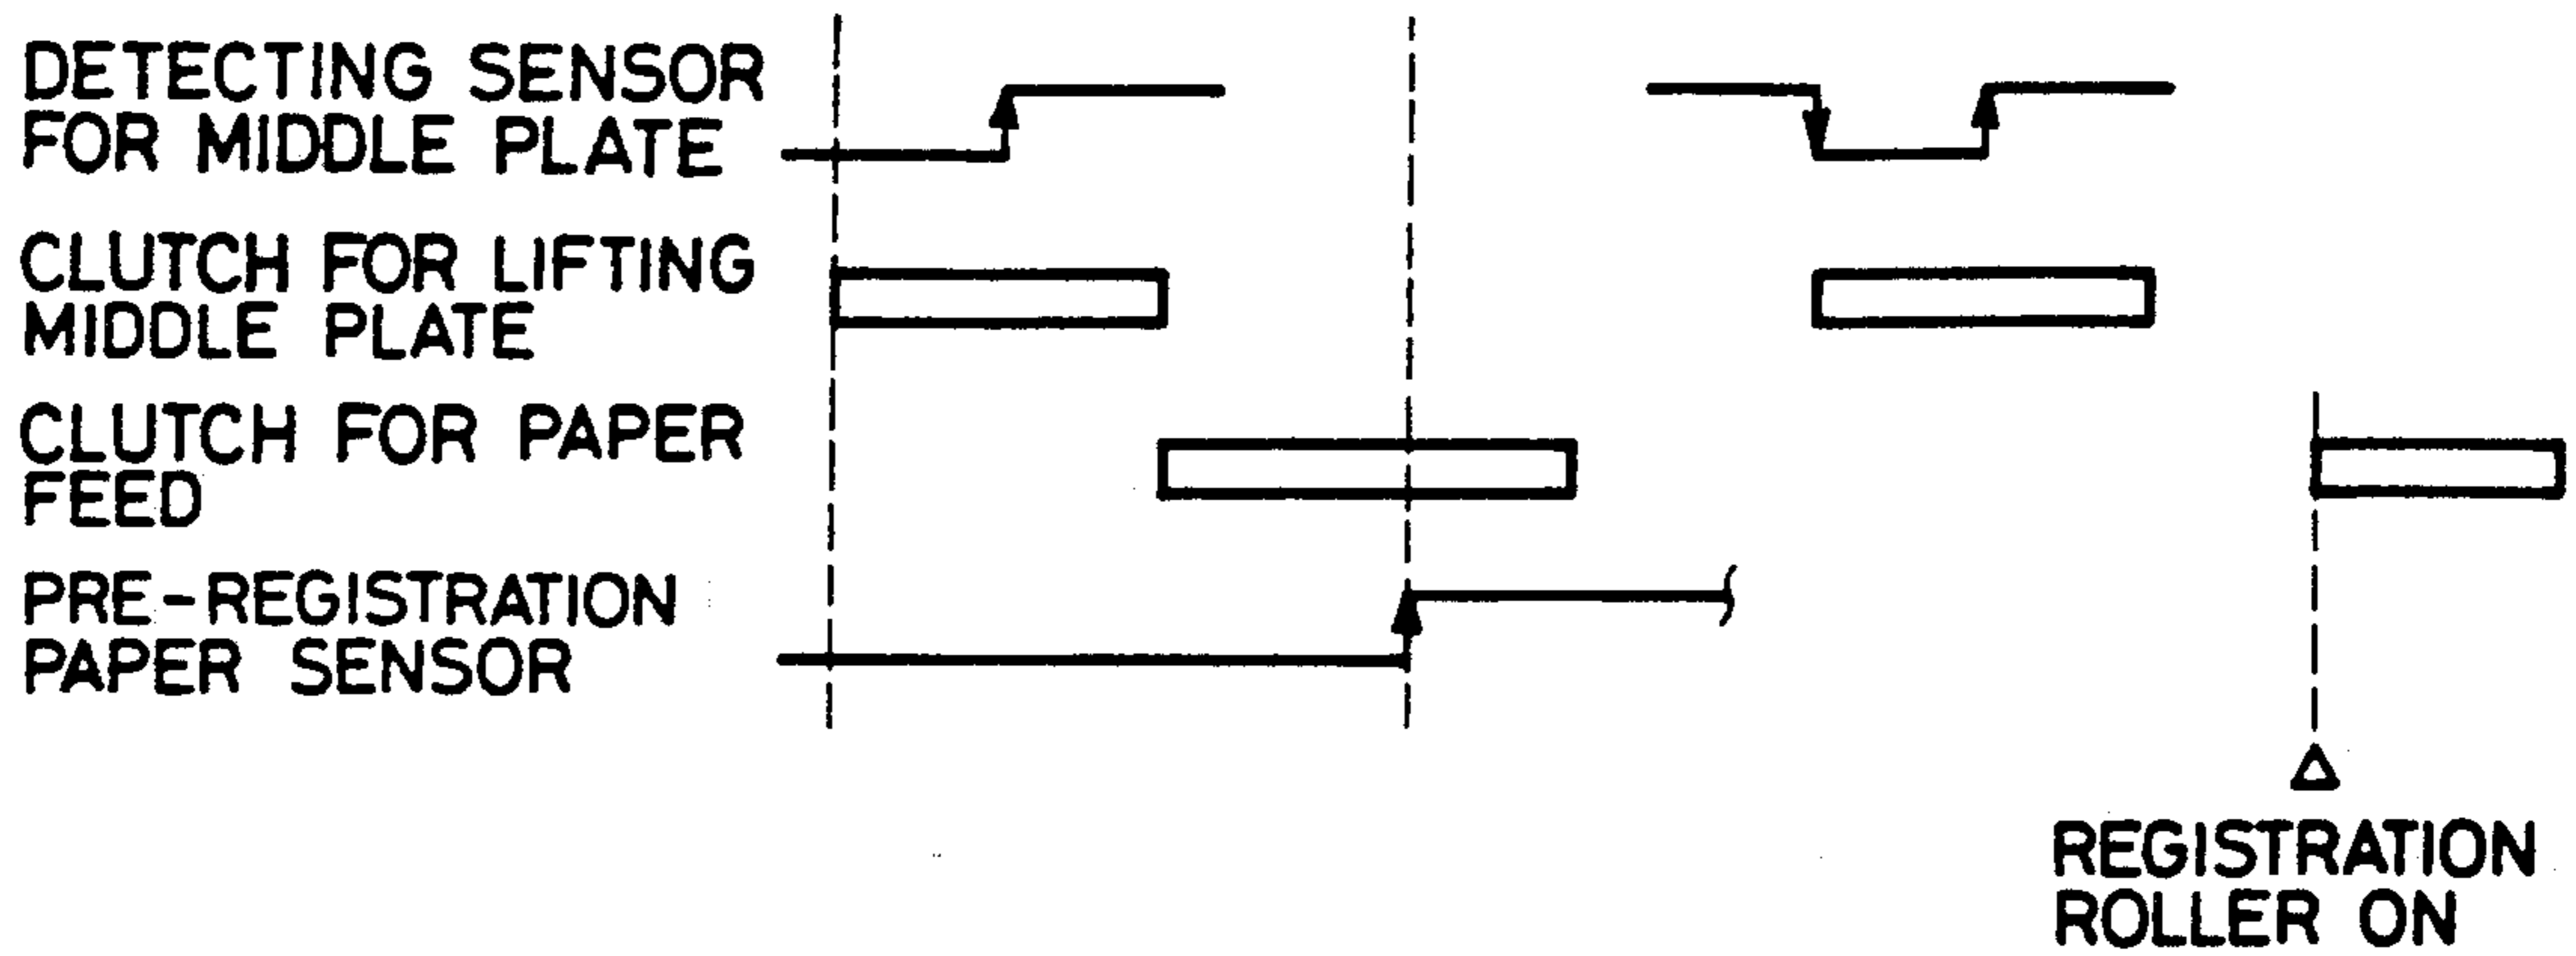 DETECTING SENSOR
FOR MIDDLE PLATE
CLUTCH FOR LIFTING
MIDDLE PLATE
CLUTCH FOR PAPER
FEED
PRE-REGISTRATION
PAPER SENSOR
REGISTRATION
ROLLER ON